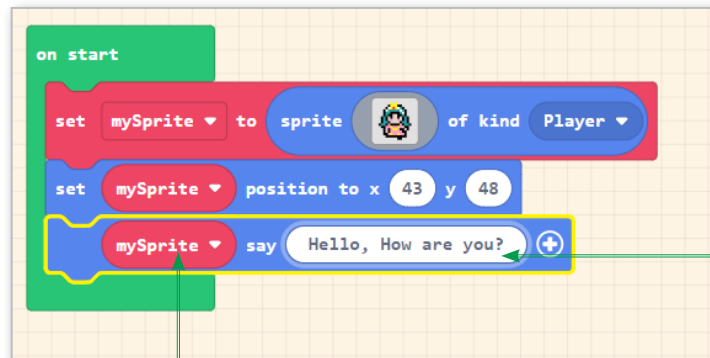 on start
set mySprite to sprite of kind Player
set mySprite position to x 43 y 48
mySprite say Hello, How are you?